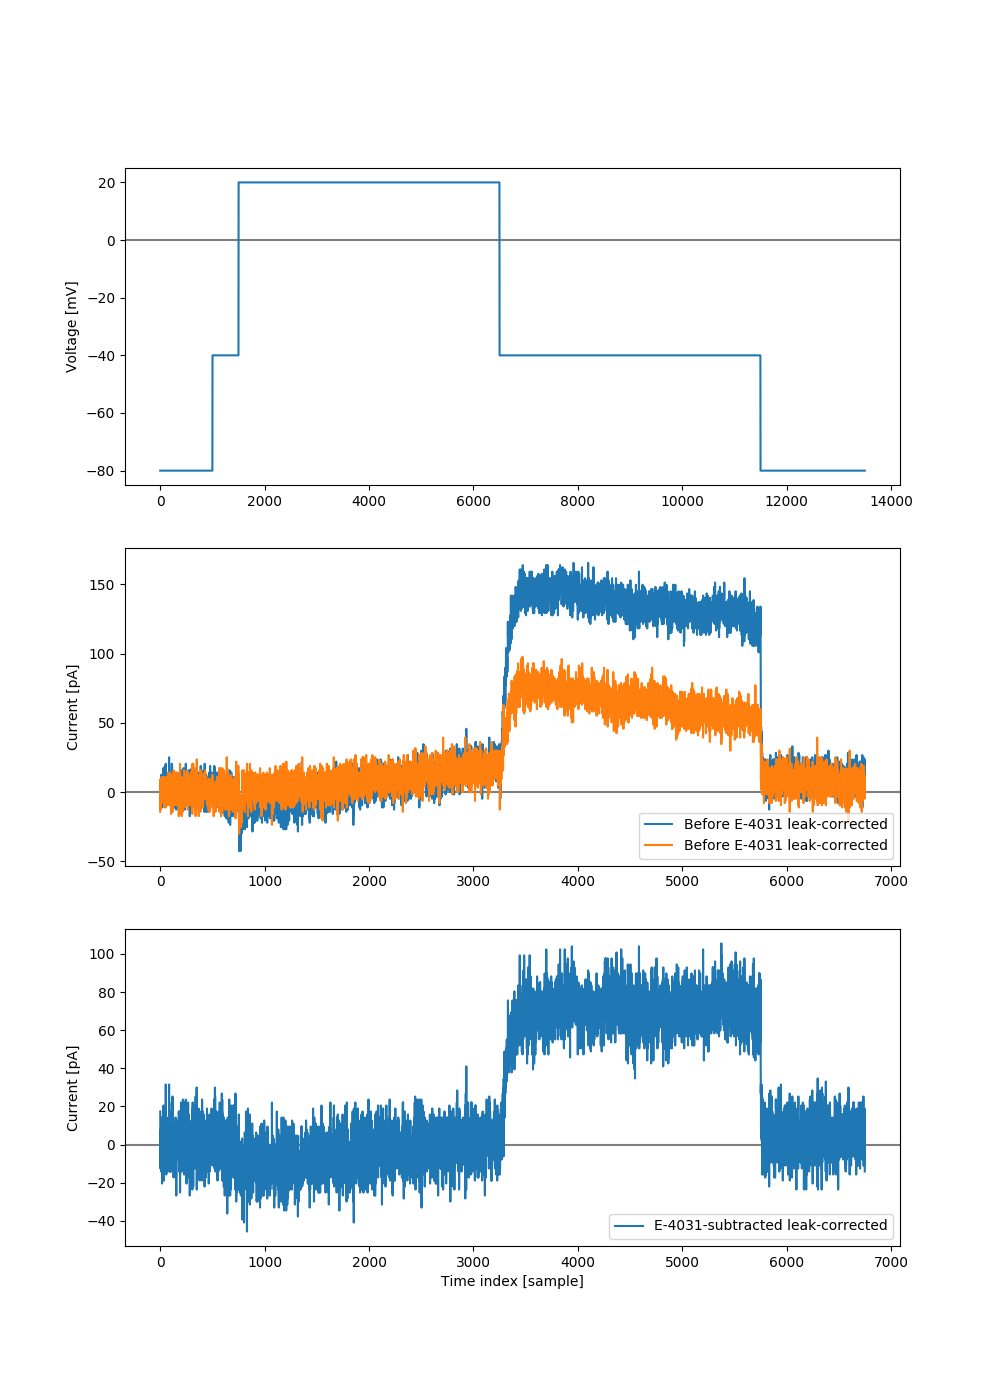 20
0
−20
−40
−60
−80
Voltage [mV]
0 2000 4000 6000 8000 10000 12000 14000
150
100
50
0
−50
Current [pA]
Before E-4031 leak-corrected
Before E-4031 leak-corrected
0 1000 2000 3000 4000 5000 6000 7000
100
80
60
40
20
0
−20
−40
Current [pA]
E-4031-subtracted leak-corrected
0 1000 2000 3000 4000 5000 6000 7000
Time index [sample]